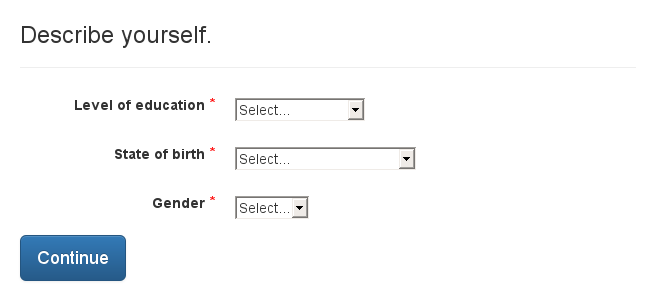 Describe yourself.
Level of education * Select...
State of birth * Select...
Gender * Select...
Continue